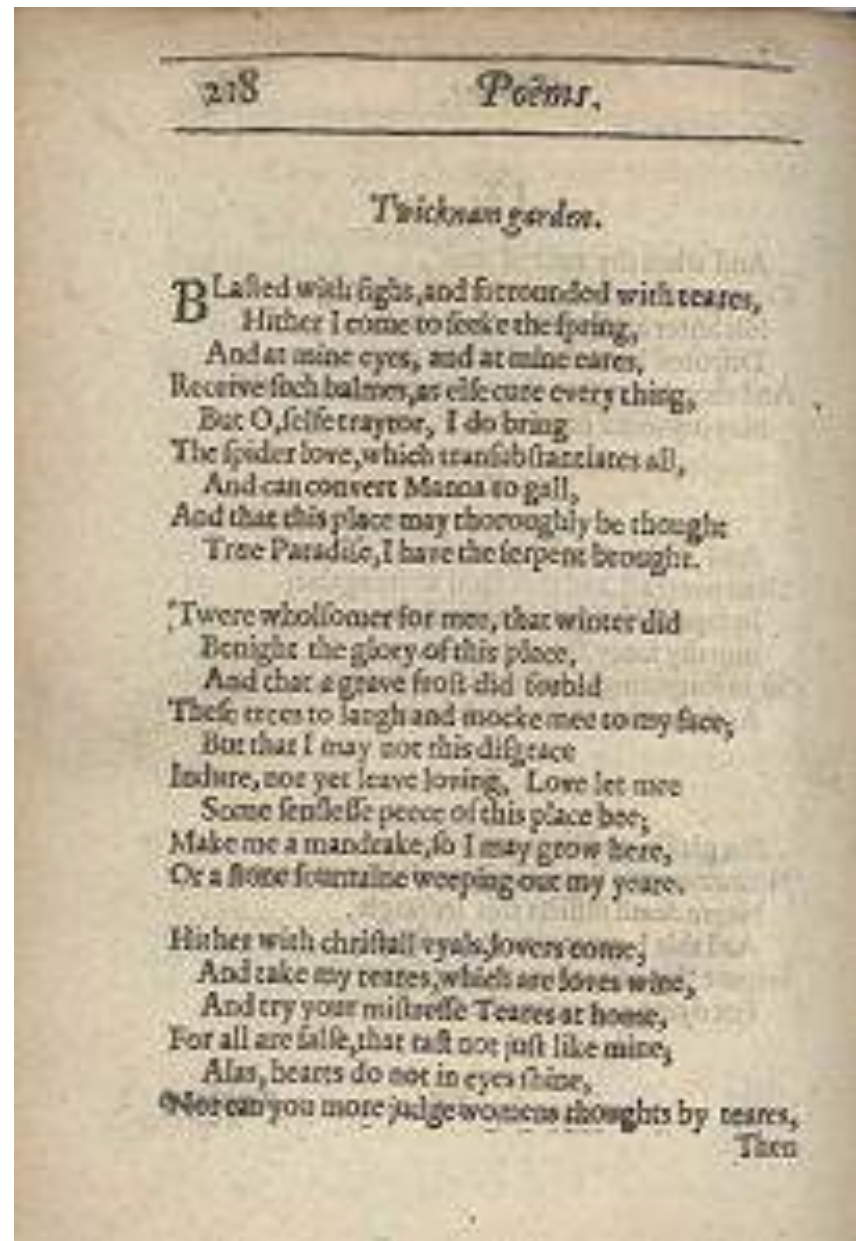 218 Poëms.
Twicknam garden.
BLaſted with ſighs, and ſurrounded with teares,
Hither I come to ſeeke the ſpring,
And at mine eyes, and at mine eares,
Receive ſuch balmes, as elſe cure every thing,
But O, ſelfe traytor, I do bring
The ſpider love, which tranſubſtantiates all,
And can convert Manna to gall,
And that this place may thoroughly be thought
True Paradiſe, I have the ſerpent brought.
'Twere wholſomer for mee, that winter did
Benight the glory of this place,
And that a grave froſt did forbid
Theſe trees to laugh and mocke mee to my face;
But that I may not this diſgrace
Indure, nor yet leave loving, Love let mee
Some ſenſleſſe peece of this place bee;
Make me a mandrake, ſo I may grow here,
Or a ſtone fountaine weeping out my yeare.
Hither with chriſtall vyals, lovers come,
And take my teares, which are loves wine,
And try your miſtreſſe Teares at home,
For all are falſe, that taſt not juſt like mine;
Alas, hearts do not in eyes ſhine,
Nor can you more judge womens thoughts by teares,
Then